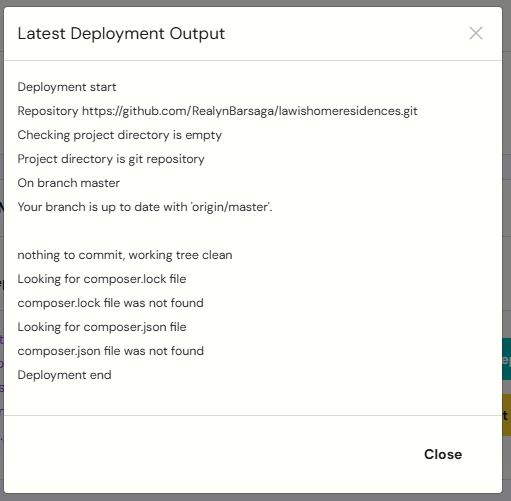 Latest Deployment Output
Deployment start
Repository https://github.com/RealynBarsaga/lawishomeresidences.git
Checking project directory is empty
Project directory is git repository
On branch master
Your branch is up to date with 'origin/master'.
nothing to commit, working tree clean
Looking for composer.lock file
composer.lock file was not found
Looking for composer.json file
composer.json file was not found
Deployment end
Close